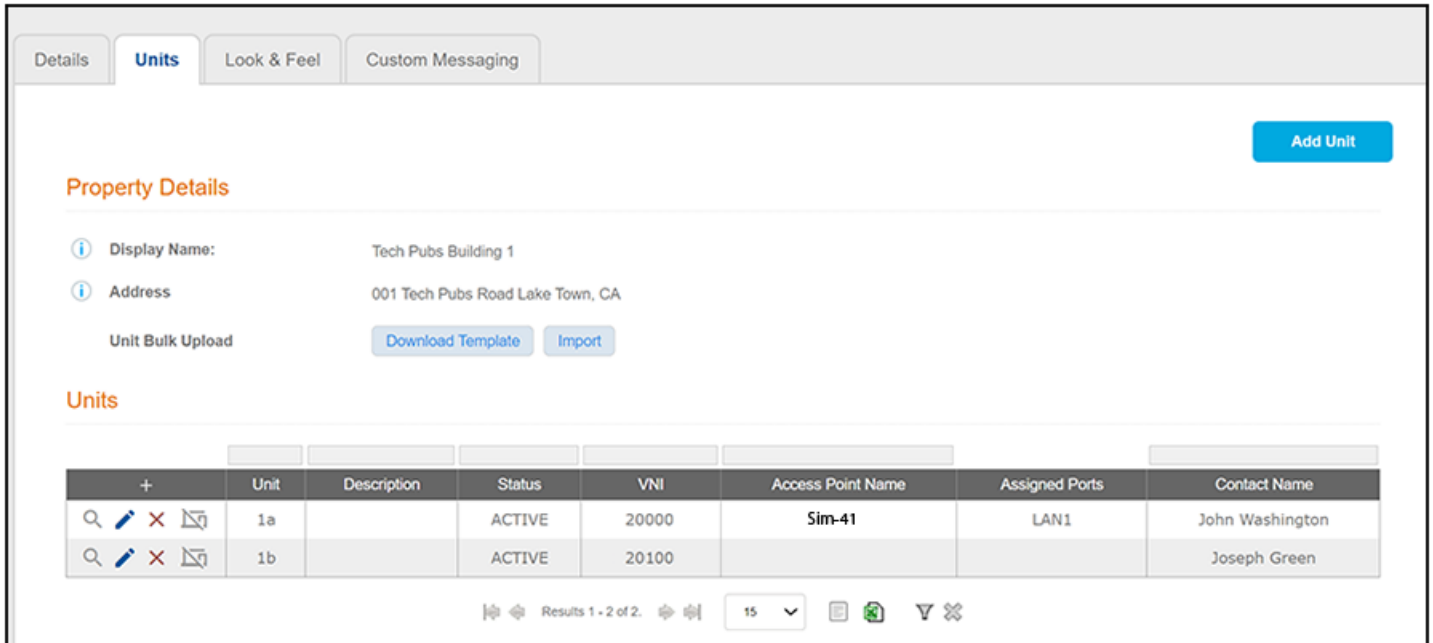 Details Units Look & Feel Custom Messaging
Add Unit
Property Details
Display Name: Tech Pubs Building 1
Address 001 Tech Pubs Road Lake Town, CA
Unit Bulk Upload Download Template Import
Units
+ Unit Description Status VNI Access Point Name Assigned Ports Contact Name
1a ACTIVE 20000 Sim-41 LAN1 John Washington
1b ACTIVE 20100 Joseph Green
Results 1 - 2 of 2. 15